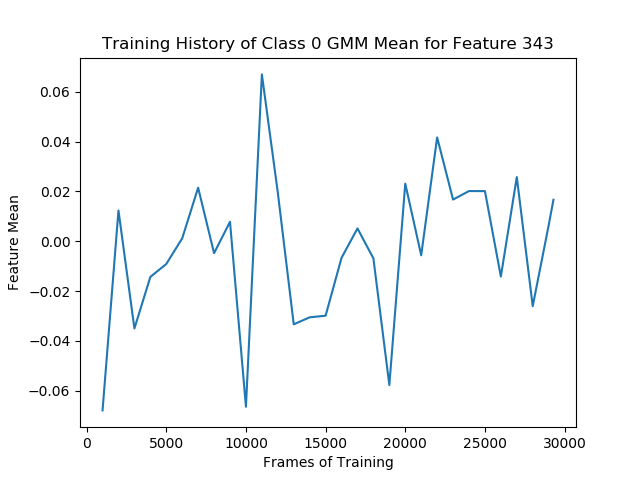 Training History of Class 0 GMM Mean for Feature 343
0.06
0.04
0.02
0.00
−0.02
−0.04
−0.06
Feature Mean
0 5000 10000 15000 20000 25000 30000
Frames of Training